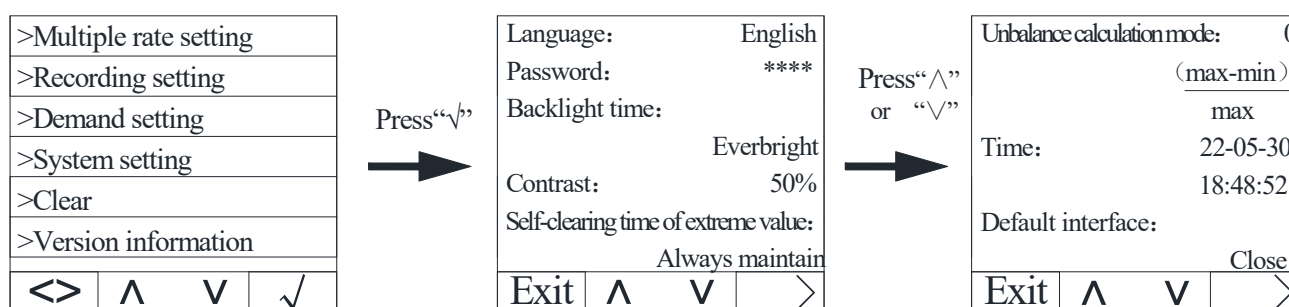 >Multiple rate setting
>Recording setting
>Demand setting
>System setting
>Clear
>Version information
<> ∧ ∨ √
Press“√”
Language： English
Password： ****
Backlight time：
Everbright
Contrast： 50%
Self-clearing time of extreme value：
Always maintain
Exit ∧ ∨ >
Press“∧”
or “∨”
Unbalance calculation mode： 0
（max-min）
max
Time： 22-05-30
18:48:52
Default interface：
Close
Exit ∧ ∨ >